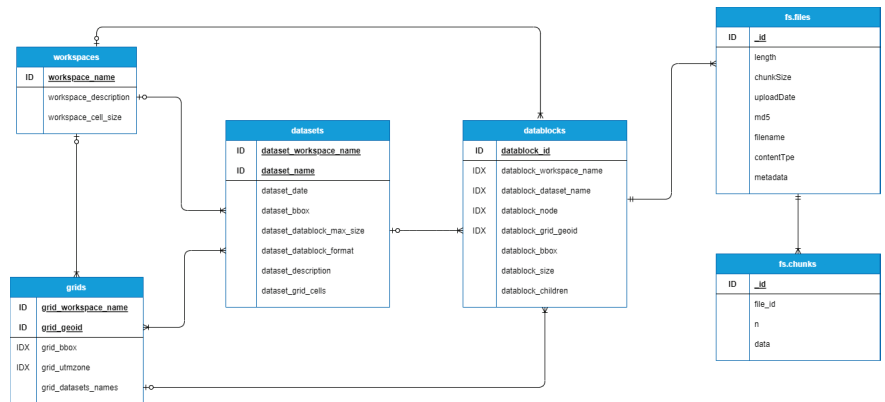 workspaces
ID workspace_name
workspace_description
workspace_cell_size
datasets
ID dataset_workspace_name
ID dataset_name
dataset_date
dataset_bbox
dataset_datablock_max_size
dataset_datablock_format
dataset_description
dataset_grid_cells
grids
ID grid_workspace_name
ID grid_geoid
IDX grid_bbox
IDX grid_utmzone
grid_datasets_names
datablocks
ID datablock_id
IDX datablock_workspace_name
IDX datablock_dataset_name
IDX datablock_node
IDX datablock_grid_geoid
datablock_bbox
datablock_size
datablock_children
fs.files
ID _id
length
chunkSize
uploadDate
md5
filename
contentTpe
metadata
fs.chunks
ID _id
file_id
n
data